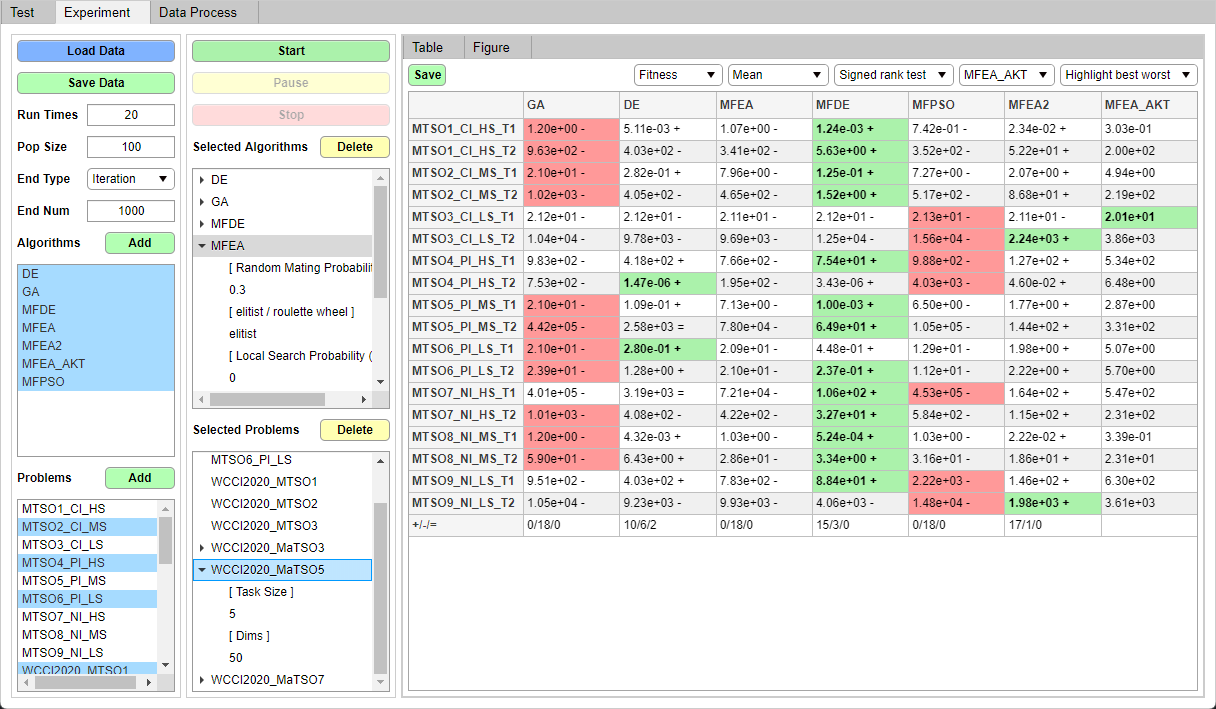 Test Experiment Data Process
Load Data
Save Data
Run Times 20
Pop Size 100
End Type Iteration
End Num 1000
Algorithms Add
DE
GA
MFDE
MFEA
MFEA2
MFEA_AKT
MFPSO
Problems Add
MTSO1_CI_HS
MTSO2_CI_MS
MTSO3_CI_LS
MTSO4_PI_HS
MTSO5_PI_MS
MTSO6_PI_LS
MTSO7_NI_HS
MTSO8_NI_MS
MTSO9_NI_LS
WCCI2020_MTSO1
Start
Pause
Stop
Selected Algorithms Delete
DE
GA
MFDE
MFEA
[ Random Mating Probabilit
0.3
[ elitist / roulette wheel ]
elitist
[ Local Search Probability (
0
Selected Problems Delete
MTSO6_PI_LS
WCCI2020_MTSO1
WCCI2020_MTSO2
WCCI2020_MTSO3
WCCI2020_MaTSO3
WCCI2020_MaTSO5
[ Task Size ]
5
[ Dims ]
50
WCCI2020_MaTSO7
Table Figure
Save Fitness Mean Signed rank test MFEA_AKT Highlight best worst
GA DE MFEA MFDE MFPSO MFEA2 MFEA_AKT
MTSO1_CI_HS_T1 1.20e+00 - 5.11e-03 + 1.07e+00 - 1.24e-03 + 7.42e-01 - 2.34e-02 + 3.03e-01
MTSO1_CI_HS_T2 9.63e+02 - 4.03e+02 - 3.41e+02 - 5.63e+00 + 3.52e+02 - 5.22e+01 + 2.00e+02
MTSO2_CI_MS_T1 2.10e+01 - 2.82e-01 + 7.96e+00 - 1.25e-01 + 7.27e+00 - 2.07e+00 + 4.94e+00
MTSO2_CI_MS_T2 1.02e+03 - 4.05e+02 - 4.65e+02 - 1.52e+00 + 5.17e+02 - 8.68e+01 + 2.19e+02
MTSO3_CI_LS_T1 2.12e+01 - 2.12e+01 - 2.11e+01 - 2.12e+01 - 2.13e+01 - 2.11e+01 - 2.01e+01
MTSO3_CI_LS_T2 1.04e+04 - 9.78e+03 - 9.69e+03 - 1.25e+04 - 1.56e+04 - 2.24e+03 + 3.86e+03
MTSO4_PI_HS_T1 9.83e+02 - 4.18e+02 + 7.66e+02 - 7.54e+01 + 9.88e+02 - 1.27e+02 + 5.34e+02
MTSO4_PI_HS_T2 7.53e+02 - 1.47e-06 + 1.95e+02 - 3.43e-06 + 4.03e+03 - 4.60e-02 + 6.48e+00
MTSO5_PI_MS_T1 2.10e+01 - 1.09e-01 + 7.13e+00 - 1.00e-03 + 6.50e+00 - 1.77e+00 + 2.87e+00
MTSO5_PI_MS_T2 4.42e+05 - 2.58e+03 = 7.80e+04 - 6.49e+01 + 1.05e+05 - 1.44e+02 + 3.31e+02
MTSO6_PI_LS_T1 2.10e+01 - 2.80e-01 + 2.09e+01 - 4.48e-01 + 1.29e+01 - 1.98e+00 + 5.07e+00
MTSO6_PI_LS_T2 2.39e+01 - 1.28e+00 + 2.10e+01 - 2.37e-01 + 1.12e+01 - 2.22e+00 + 5.70e+00
MTSO7_NI_HS_T1 4.01e+05 - 3.19e+03 = 7.21e+04 - 1.06e+02 + 4.53e+05 - 1.64e+02 + 5.47e+02
MTSO7_NI_HS_T2 1.01e+03 - 4.08e+02 - 4.22e+02 - 3.27e+01 + 5.84e+02 - 1.15e+02 + 2.31e+02
MTSO8_NI_MS_T1 1.20e+00 - 4.32e-03 + 1.03e+00 - 5.24e-04 + 1.03e+00 - 2.22e-02 + 3.39e-01
MTSO8_NI_MS_T2 5.90e+01 - 6.43e+00 + 2.86e+01 - 3.34e+00 + 3.16e+01 - 1.86e+01 + 2.31e+01
MTSO9_NI_LS_T1 9.51e+02 - 4.03e+02 + 7.83e+02 - 8.84e+01 + 2.22e+03 - 1.46e+02 + 6.30e+02
MTSO9_NI_LS_T2 1.05e+04 - 9.23e+03 - 9.93e+03 - 4.06e+03 - 1.48e+04 - 1.98e+03 + 3.61e+03
+/-/= 0/18/0 10/6/2 0/18/0 15/3/0 0/18/0 17/1/0